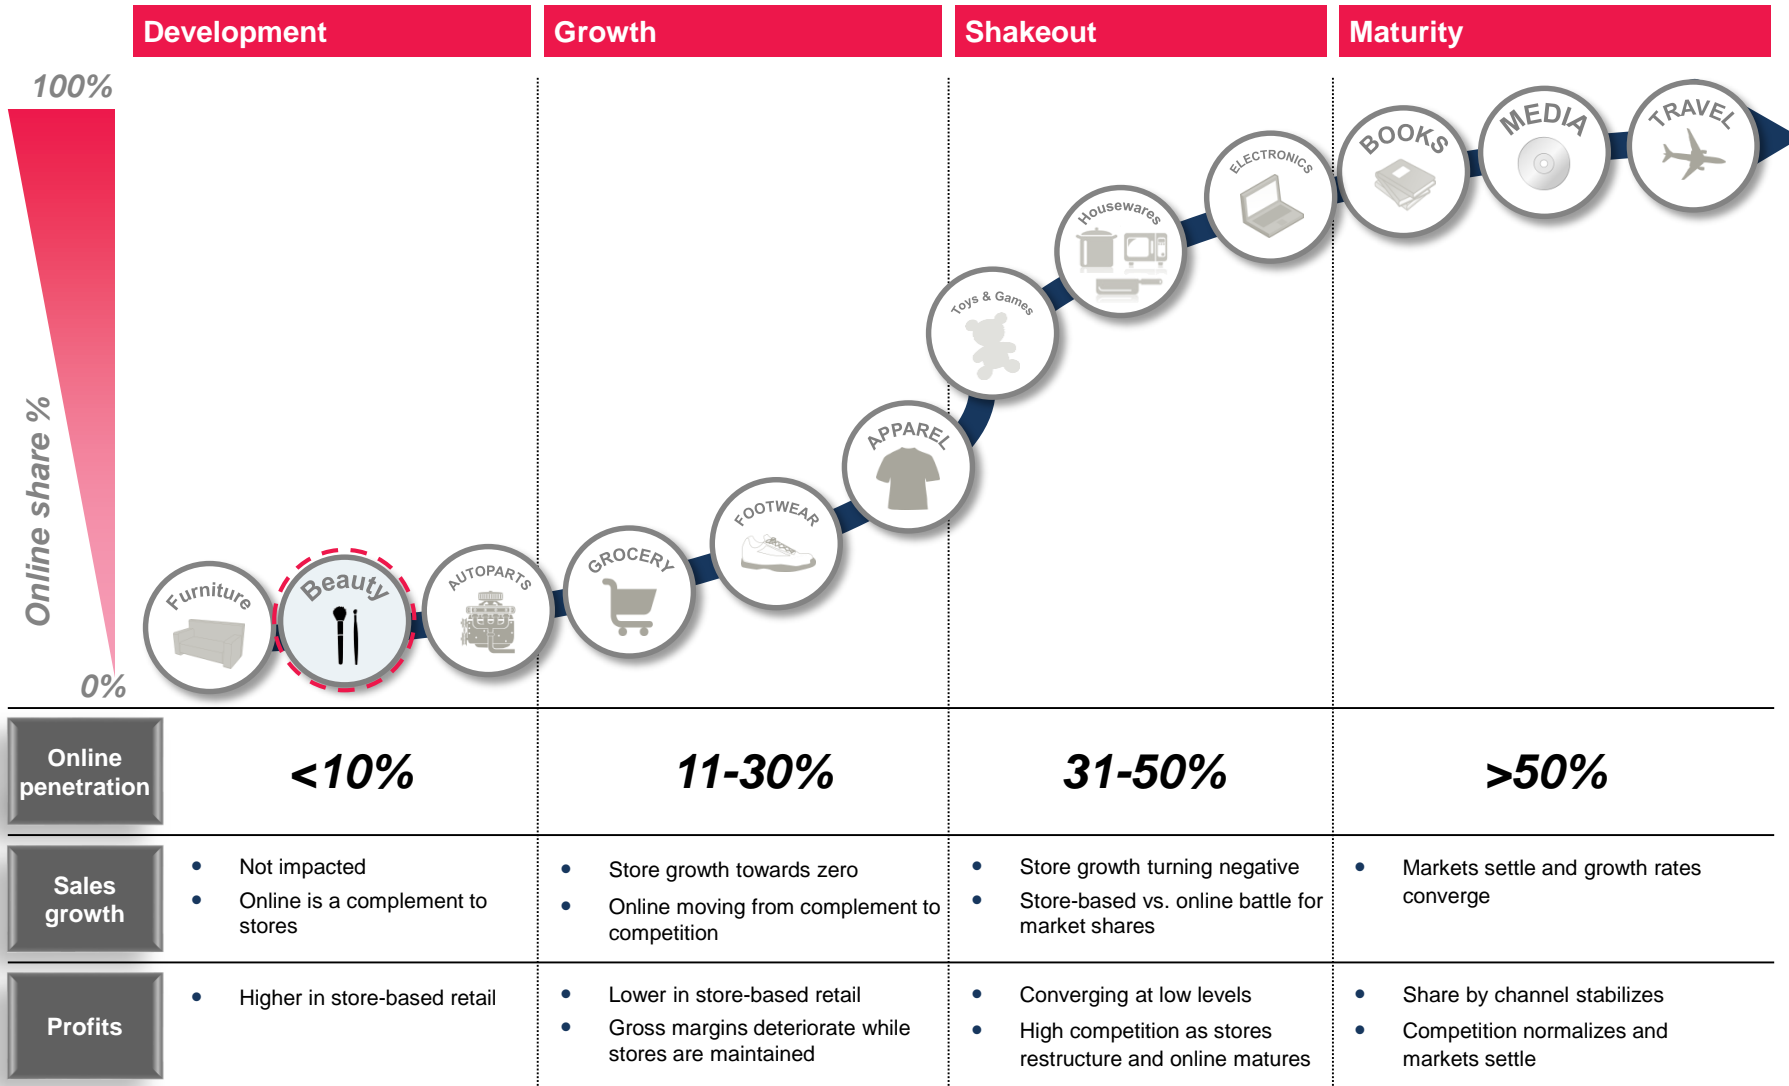 Development
Growth
Shakeout
Maturity
100%
Online share %
0%
Furniture
Beauty
AUTOPARTS
GROCERY
FOOTWEAR
APPAREL
Toys & Games
Housewares
ELECTRONICS
BOOKS
MEDIA
TRAVEL
Online
penetration
<10%
11-30%
31-50%
>50%
Sales
growth
• Not impacted
• Online is a complement to
stores
• Store growth towards zero
• Online moving from complement to
competition
• Store growth turning negative
• Store-based vs. online battle for
market shares
• Markets settle and growth rates
converge
Profits
• Higher in store-based retail
• Lower in store-based retail
• Gross margins deteriorate while
stores are maintained
• Converging at low levels
• High competition as stores
restructure and online matures
• Share by channel stabilizes
• Competition normalizes and
markets settle